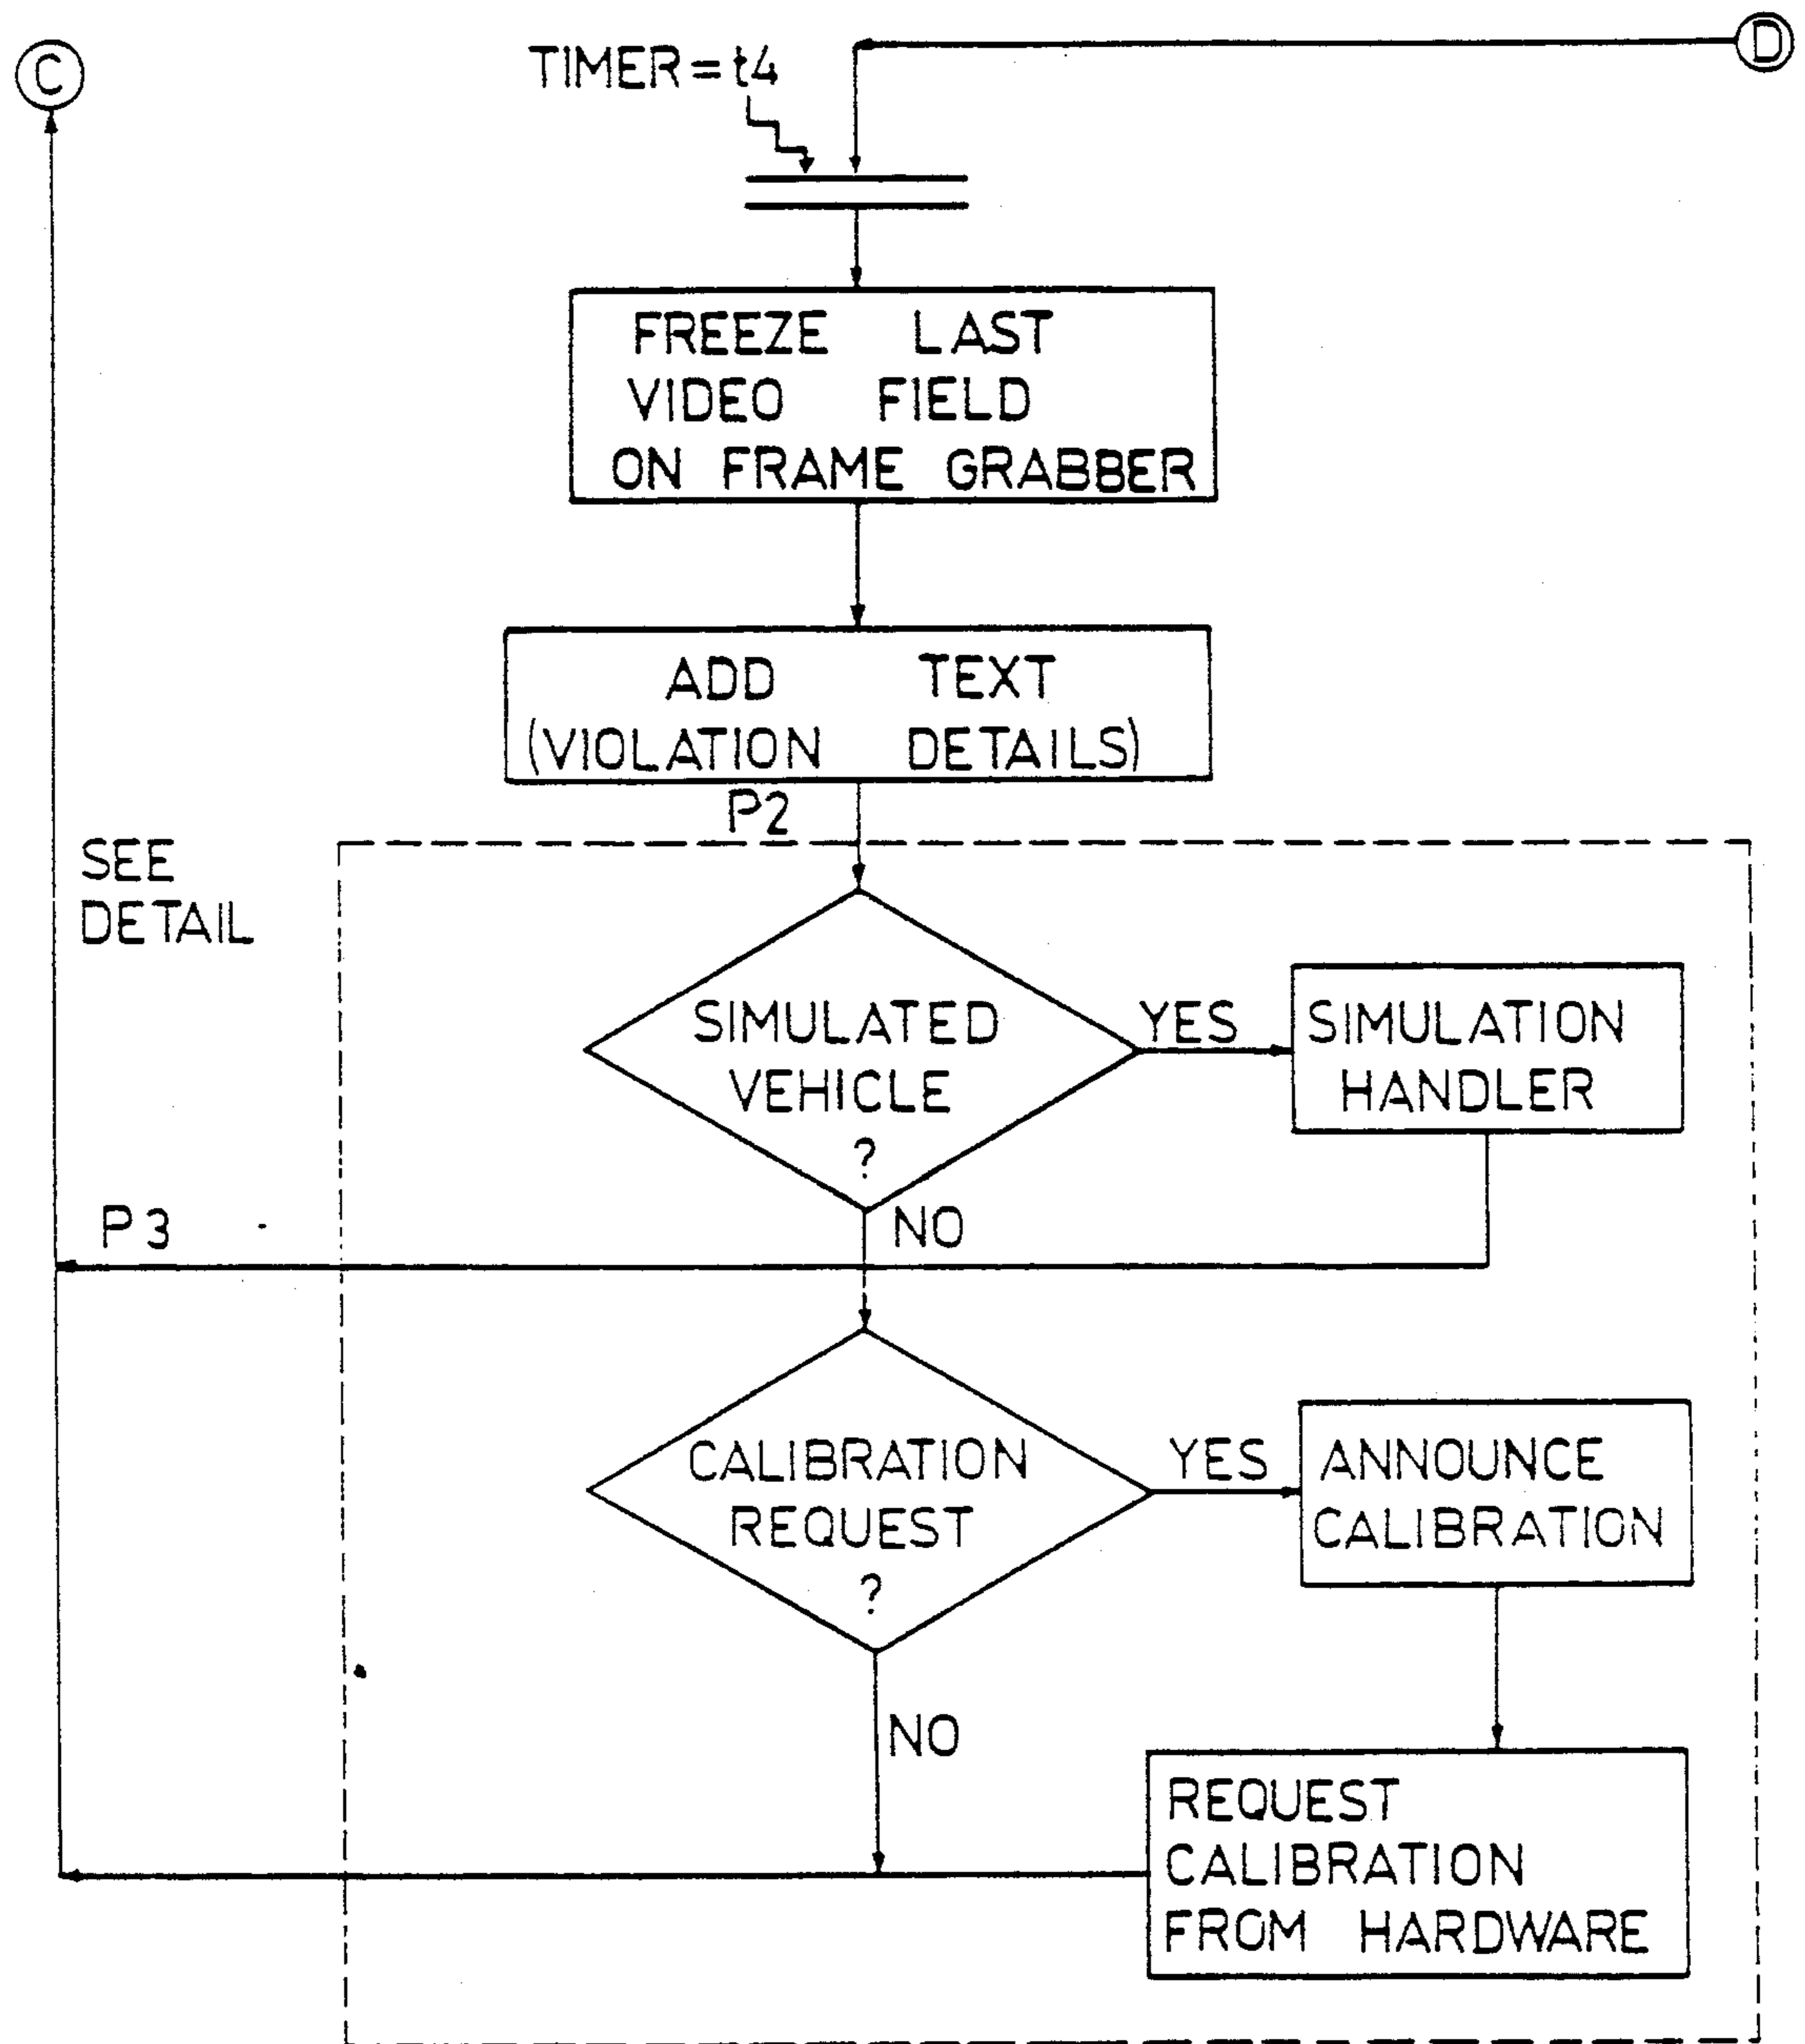 C
D
TIMER = t4
FREEZE LAST
VIDEO FIELD
ON FRAME GRABBER
ADD TEXT
(VIOLATION DETAILS)
P2
SEE
DETAIL
SIMULATED
VEHICLE
?
YES
SIMULATION
HANDLER
P3
NO
CALIBRATION
REQUEST
?
YES
ANNOUNCE
CALIBRATION
NO
REQUEST
CALIBRATION
FROM HARDWARE